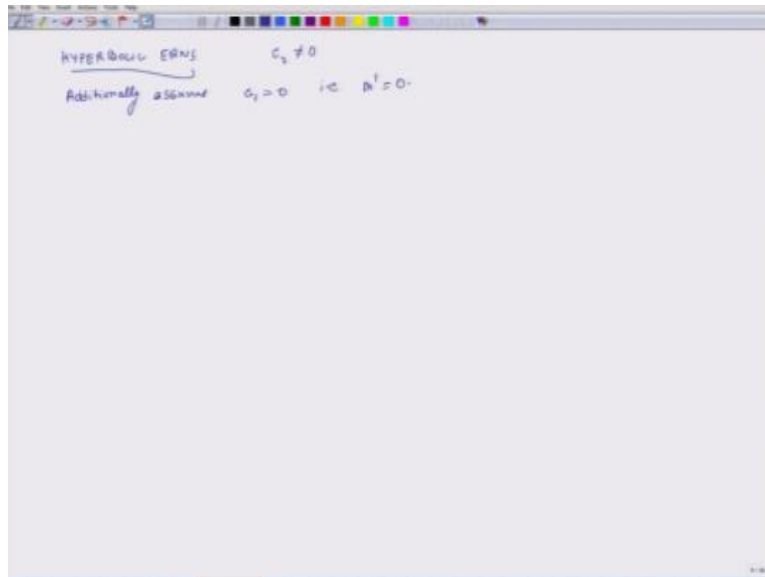 HYPERBOLIC EQNS c₂ ≠ 0
Additionally assume c₁ = 0 i.e m' = 0.